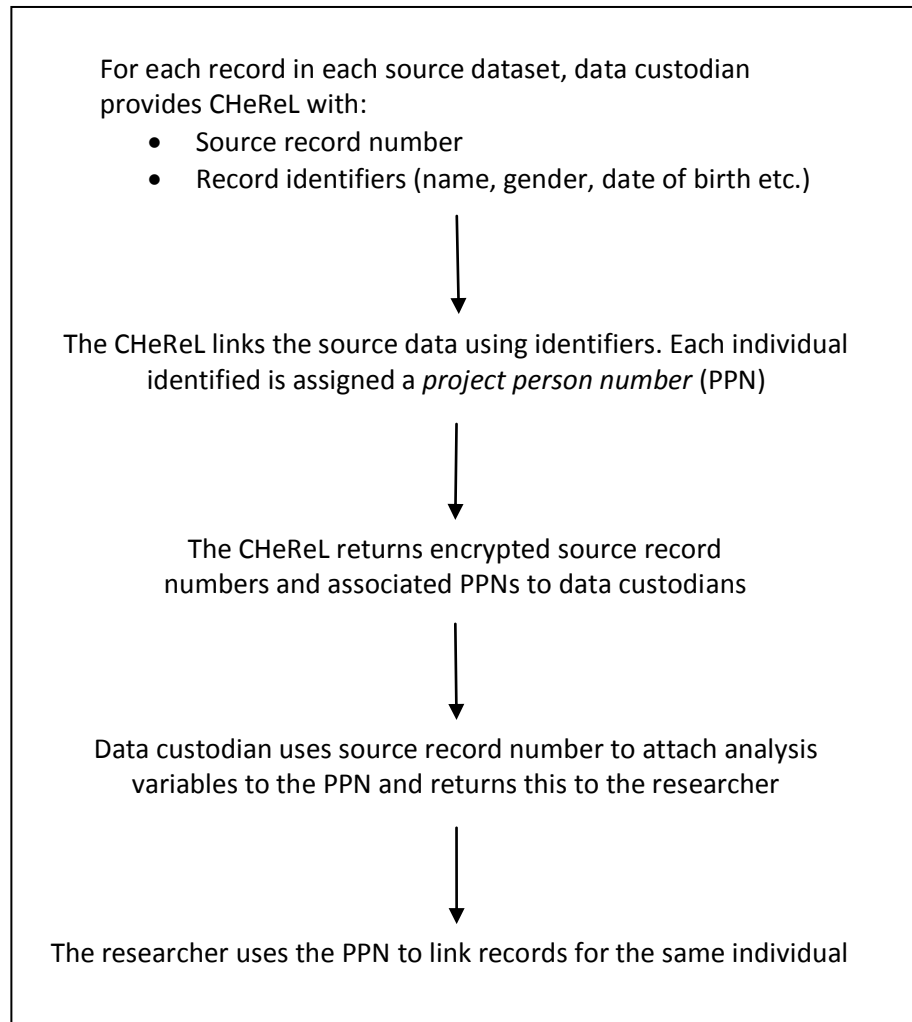 For each record in each source dataset, data custodian
provides CHeReL with:
• Source record number
• Record identifiers (name, gender, date of birth etc.)
The CHeReL links the source data using identifiers. Each individual
identified is assigned a project person number (PPN)
The CHeReL returns encrypted source record
numbers and associated PPNs to data custodians
Data custodian uses source record number to attach analysis
variables to the PPN and returns this to the researcher
The researcher uses the PPN to link records for the same individual